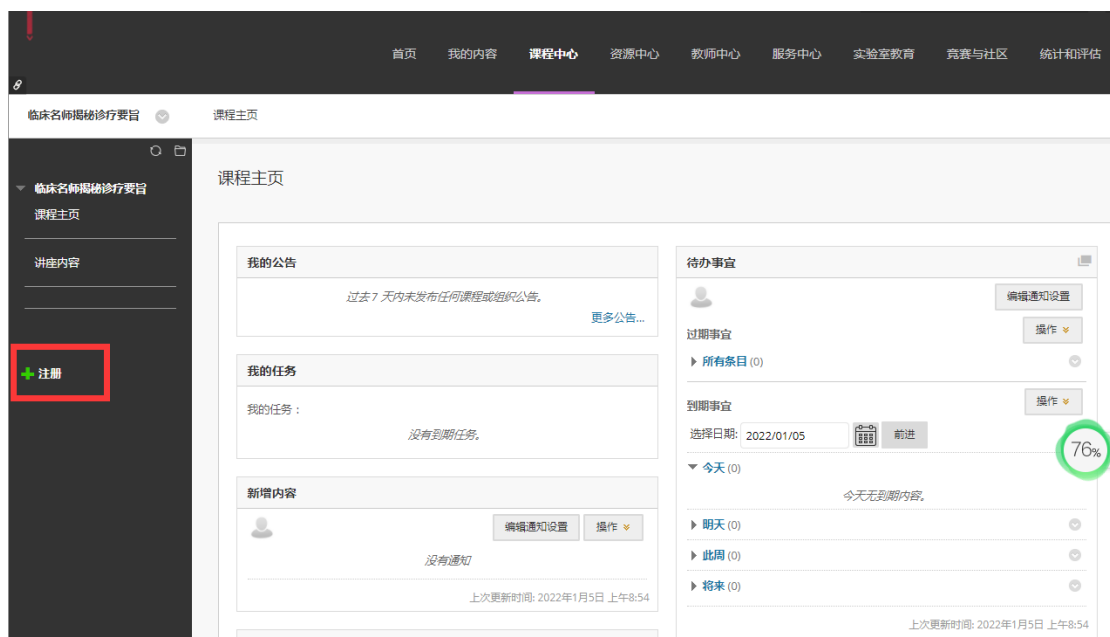 首页 我的内容 课程中心 资源中心 教师中心 服务中心 实验室教育 竞赛与社区 统计和评估
临床名师揭秘诊疗要旨 课程主页
临床名师揭秘诊疗要旨
课程主页
讲座内容
注册
课程主页
我的公告
过去 7 天内未发布任何课程或组织公告。
更多公告...
我的任务
我的任务：
没有到期任务。
新增内容
编辑通知设置 操作
没有通知
上次更新时间: 2022年1月5日 上午8:54
待办事宜
编辑通知设置
过期事宜 操作
所有条目 (0)
到期事宜 操作
选择日期: 2022/01/05 前进
76%
今天 (0)
今天无到期内容。
明天 (0)
此周 (0)
将来 (0)
上次更新时间: 2022年1月5日 上午8:54